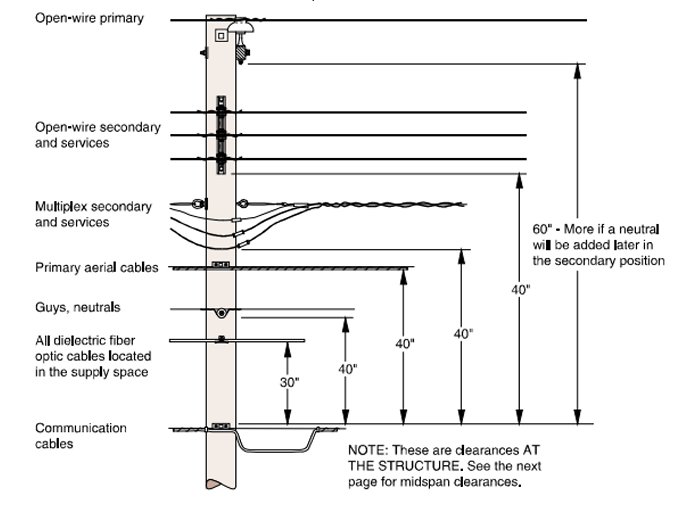 Open-wire primary
Open-wire secondary
and services
Multiplex secondary
and services
60" - More if a neutral
will be added later in
the secondary position
Primary aerial cables
40"
Guys, neutrals
All dielectric fiber
optic cables located
in the supply space
40"
40"
40"
30"
Communication
cables
NOTE: These are clearances AT
THE STRUCTURE. See the next
page for midspan clearances.